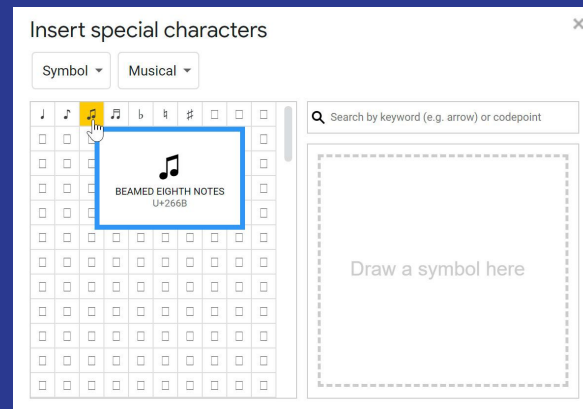 Insert special characters
Symbol Musical
♩ ♪ ♫ ♬ ♭ ♮ ♯
Search by keyword (e.g. arrow) or codepoint
♫
BEAMED EIGHTH NOTES
U+266B
Draw a symbol here